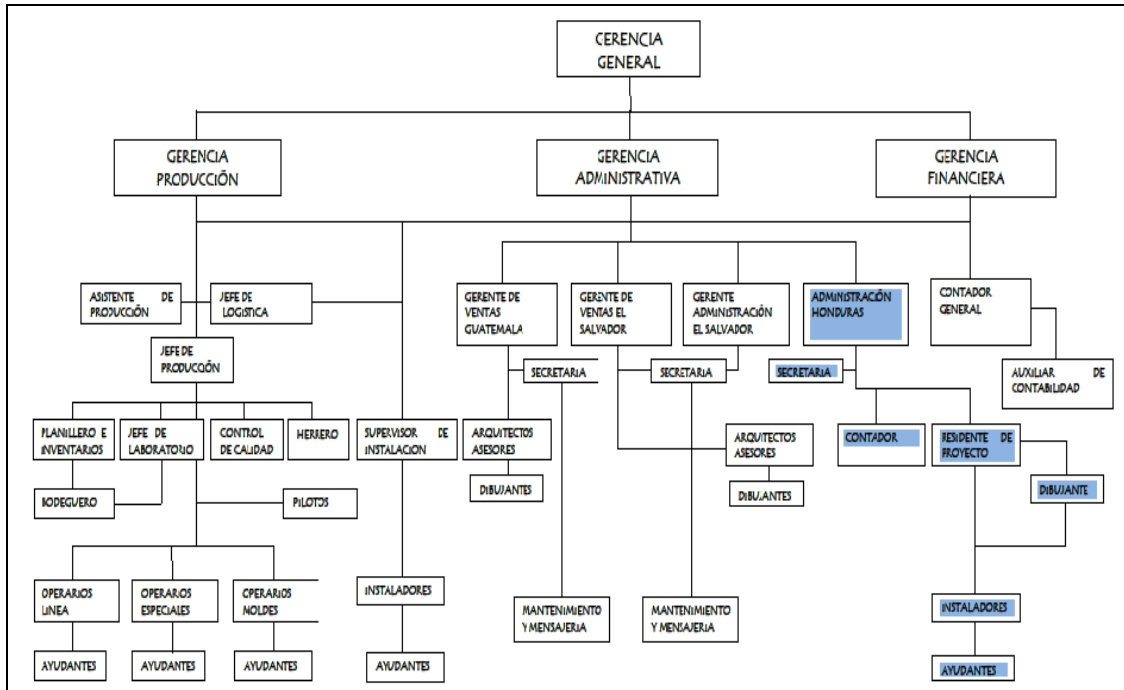 CERENCIA
GENERAL
GERENCIA
PRODUCCIÓN
GERENCIA
ADMINISTRATIVA
GERENCIA
FINANCIERA
ASISTENTE DE
PRODUCCIÓN
JEFE DE
LOGISTICA
GERENTE DE
VENTAS
GUATEMALA
GERENTE DE
VENTAS EL
SALVADOR
GERENTE
ADMINISTRACIÓN
EL SALVADOR
ADMINISTRACIÓN
HONDURAS
CONTADOR
GENERAL
JEFE DE
PRODUCCIÓN
SECRETARIA
SECRETARIA
SECRETARIA
AUXILIAR DE
CONTABILIDAD
PLANILLERO E
INVENTARIOS
JEFE DE
LABORATORIO
CONTROL
DE CALIDAD
HERRERO
SUPERVISOR DE
INSTALACION
ARQUITECTOS
ASESORES
ARQUITECTOS
ASESORES
CONTADOR
RESIDENTE DE
PROYECTO
BODEGUERO
PILOTOS
DIBUJANTES
DIBUJANTES
DIBUJANTE
OPERARIOS
LINEA
OPERARIOS
ESPECIALES
OPERARIOS
MOLDES
INSTALADORES
MANTENIMIENTO
Y MENSAJERIA
MANTENIMIENTO
Y MENSAJERIA
INSTALADORES
AYUDANTES
AYUDANTES
AYUDANTES
AYUDANTES
AYUDANTES